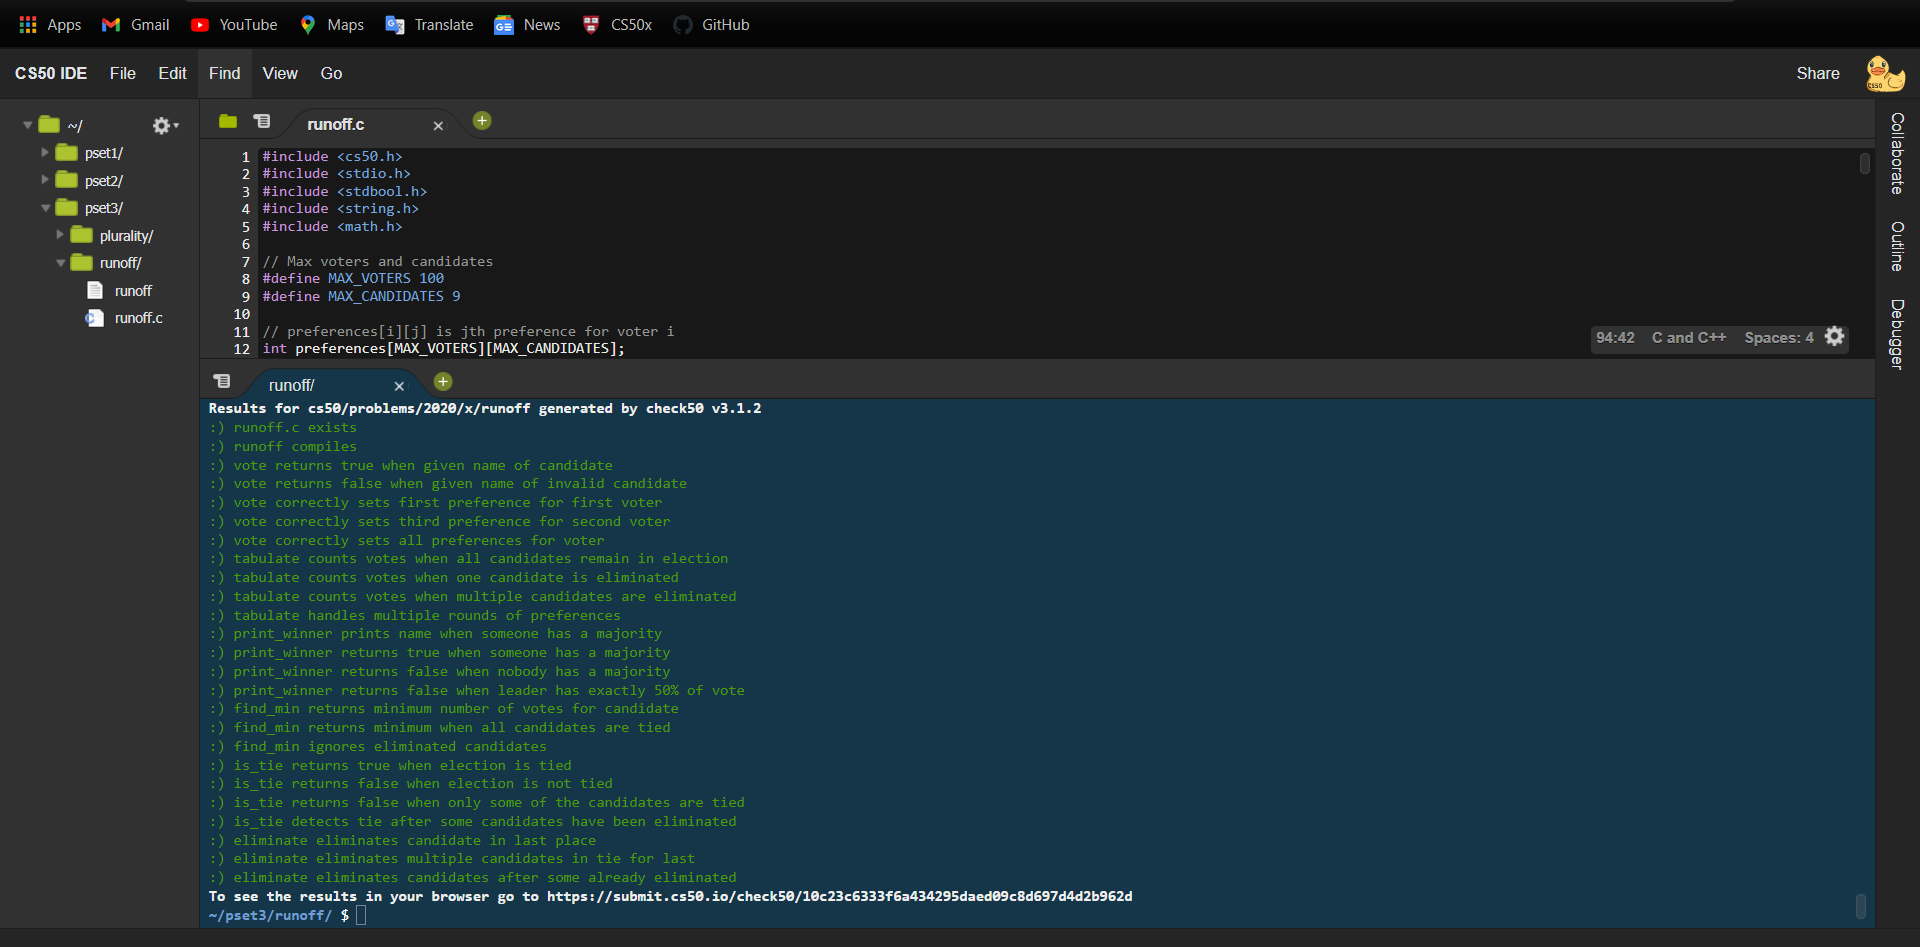 Apps Gmail YouTube Maps Translate News CS50x GitHub
CS50 IDE File Edit Find View Go Share
CS50
~/
pset1/
pset2/
pset3/
plurality/
runoff/
runoff
runoff.c
runoff.c
1 #include <cs50.h>
2 #include <stdio.h>
3 #include <stdbool.h>
4 #include <string.h>
5 #include <math.h>
6
7 // Max voters and candidates
8 #define MAX_VOTERS 100
9 #define MAX_CANDIDATES 9
10
11 // preferences[i][j] is jth preference for voter i
12 int preferences[MAX_VOTERS][MAX_CANDIDATES];
94:42 C and C++ Spaces: 4
Collaborate
Outline
Debugger
runoff/
Results for cs50/problems/2020/x/runoff generated by check50 v3.1.2
:) runoff.c exists
:) runoff compiles
:) vote returns true when given name of candidate
:) vote returns false when given name of invalid candidate
:) vote correctly sets first preference for first voter
:) vote correctly sets third preference for second voter
:) vote correctly sets all preferences for voter
:) tabulate counts votes when all candidates remain in election
:) tabulate counts votes when one candidate is eliminated
:) tabulate counts votes when multiple candidates are eliminated
:) tabulate handles multiple rounds of preferences
:) print_winner prints name when someone has a majority
:) print_winner returns true when someone has a majority
:) print_winner returns false when nobody has a majority
:) print_winner returns false when leader has exactly 50% of vote
:) find_min returns minimum number of votes for candidate
:) find_min returns minimum when all candidates are tied
:) find_min ignores eliminated candidates
:) is_tie returns true when election is tied
:) is_tie returns false when election is not tied
:) is_tie returns false when only some of the candidates are tied
:) is_tie detects tie after some candidates have been eliminated
:) eliminate eliminates candidate in last place
:) eliminate eliminates multiple candidates in tie for last
:) eliminate eliminates candidates after some already eliminated
To see the results in your browser go to https://submit.cs50.io/check50/10c23c6333f6a434295daed09c8d697d4d2b962d
~/pset3/runoff/ $